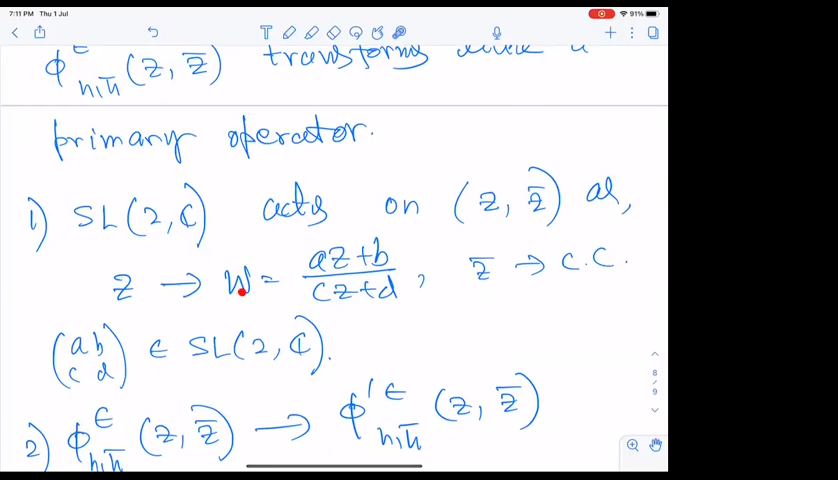 7:11 PM Thu 1 Jul
91%
ϕ^ϵ_{h,h̄} (z, z̄) transforms like a
primary operator.
1) SL(2,ℂ) acts on (z, z̄) as,
z → w = (az+b)/(cz+d), z̄ → c.c.
(a b
c d) ∈ SL(2,ℂ).
2) ϕ^ϵ_{h,h̄} (z, z̄) → ϕ'^ϵ_{h,h̄} (z, z̄)
8
/
9